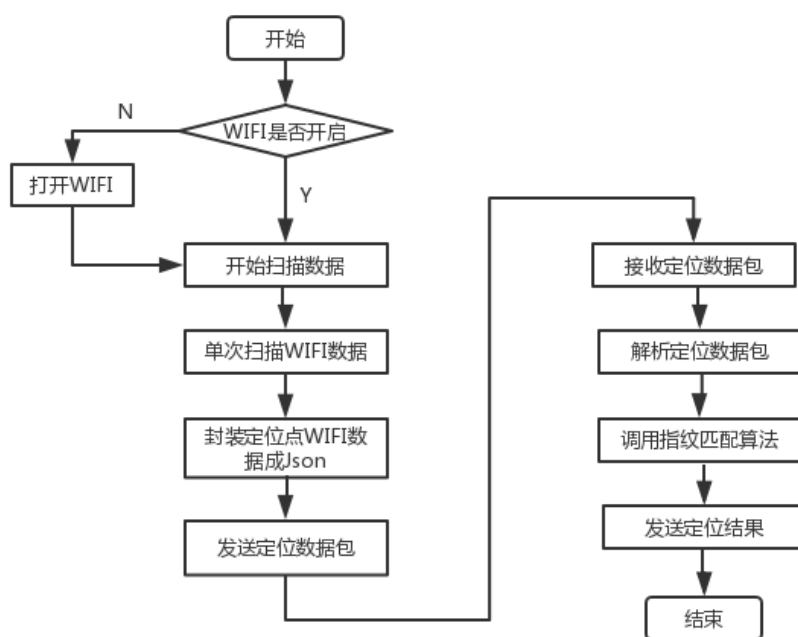 开始
WIFI是否开启
N
Y
打开WIFI
开始扫描数据
单次扫描WIFI数据
封装定位点WIFI数
据成Json
发送定位数据包
接收定位数据包
解析定位数据包
调用指纹匹配算法
发送定位结果
结束